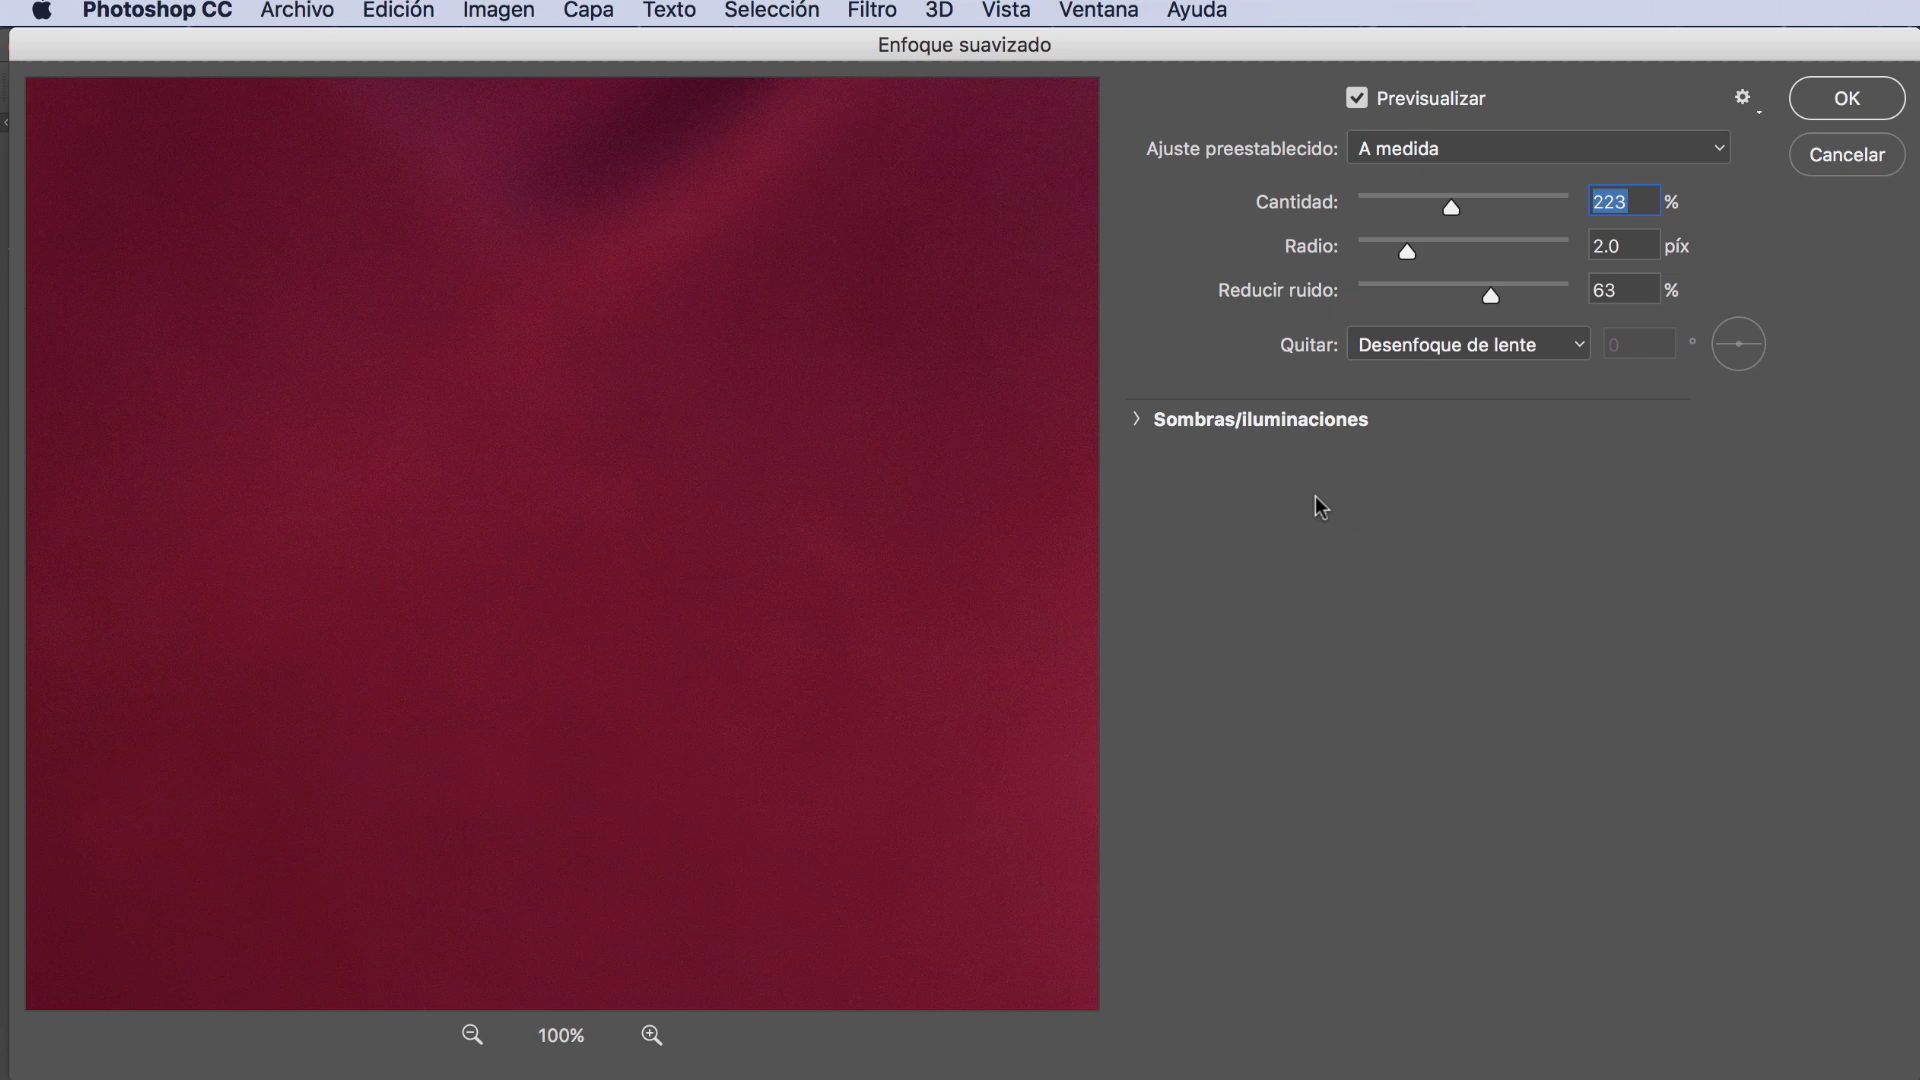 Photoshop CC Archivo Edición Imagen Capa Texto Selección Filtro 3D Vista Ventana Ayuda
Enfoque suavizado
Previsualizar
OK
Ajuste preestablecido: A medida
Cancelar
Cantidad: 223 %
Radio: 2.0 píx
Reducir ruido: 63 %
Quitar: Desenfoque de lente 0 °
Sombras/iluminaciones
100%